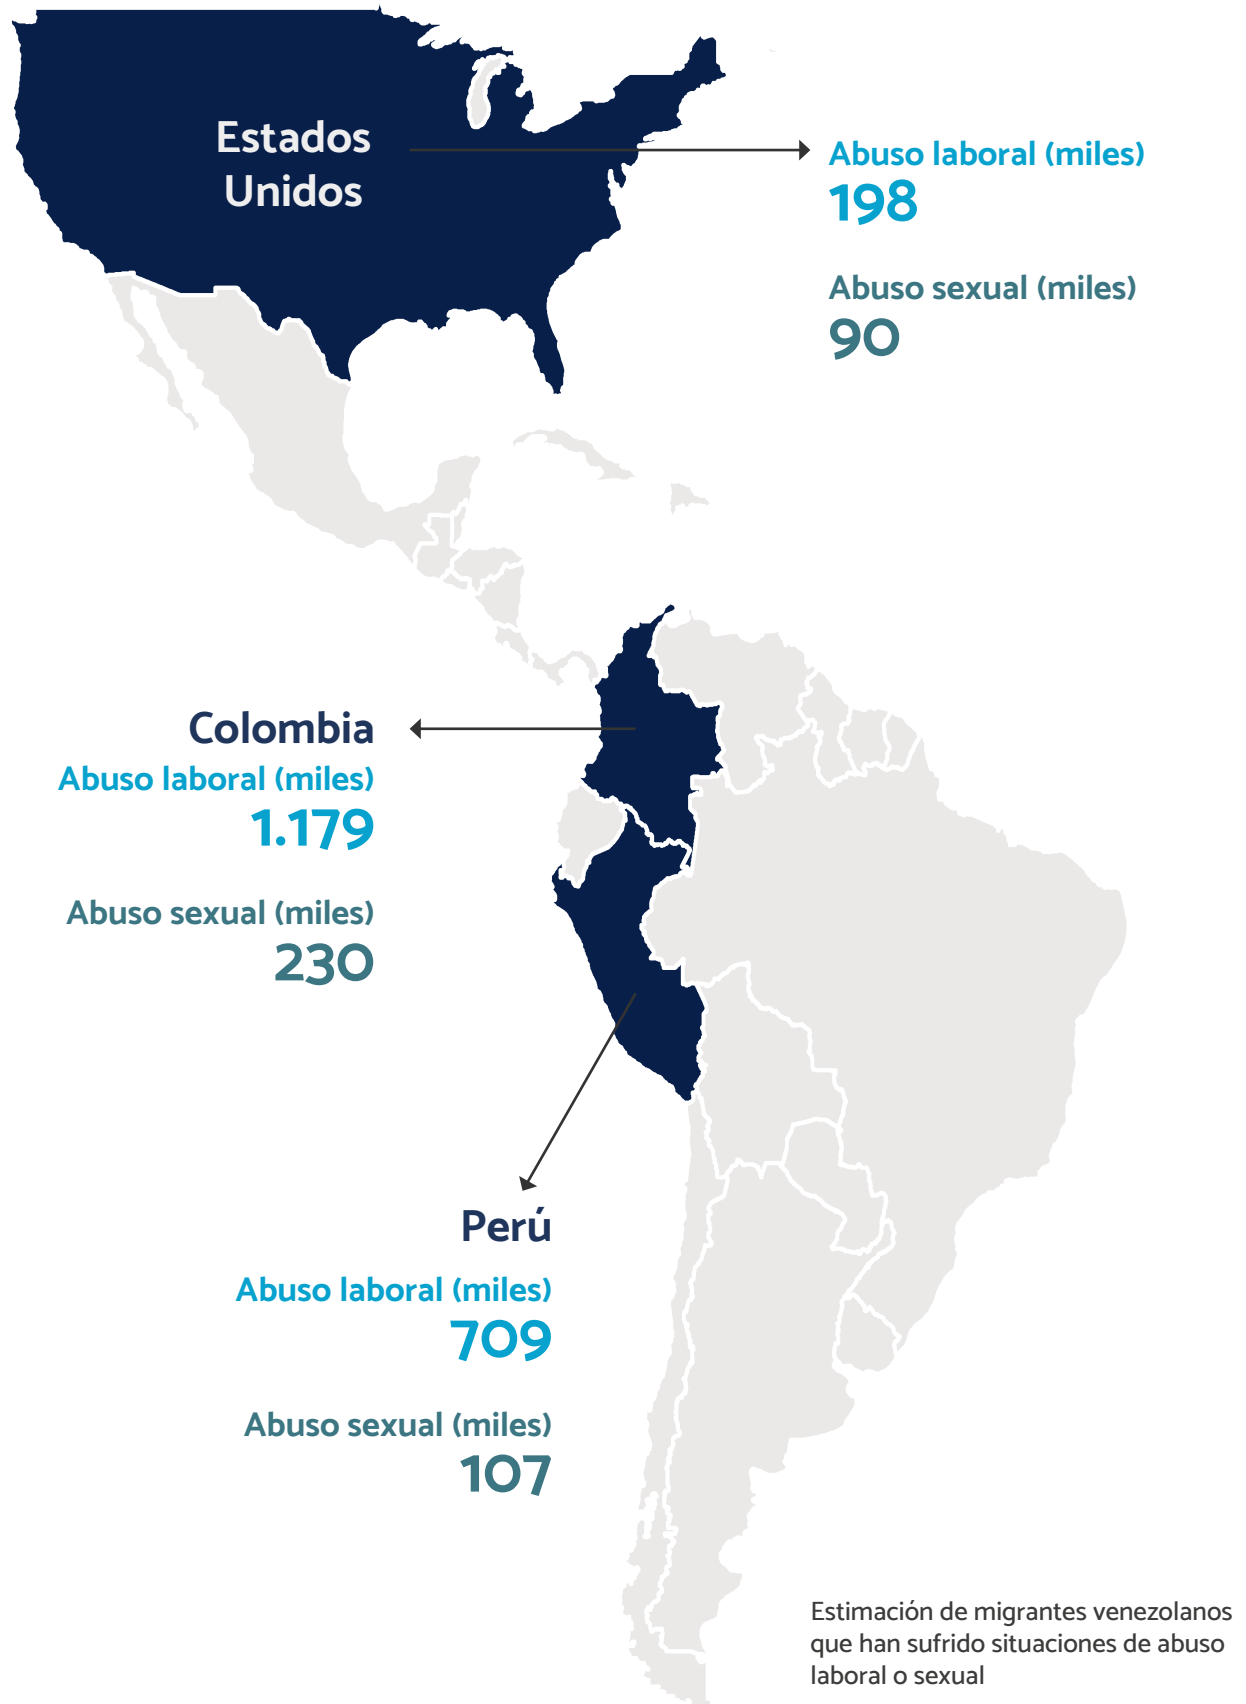 Estados
Unidos
Abuso laboral (miles)
198
Abuso sexual (miles)
90
Colombia
Abuso laboral (miles)
1.179
Abuso sexual (miles)
230
Perú
Abuso laboral (miles)
709
Abuso sexual (miles)
107
Estimación de migrantes venezolanos
que han sufrido situaciones de abuso
laboral o sexual